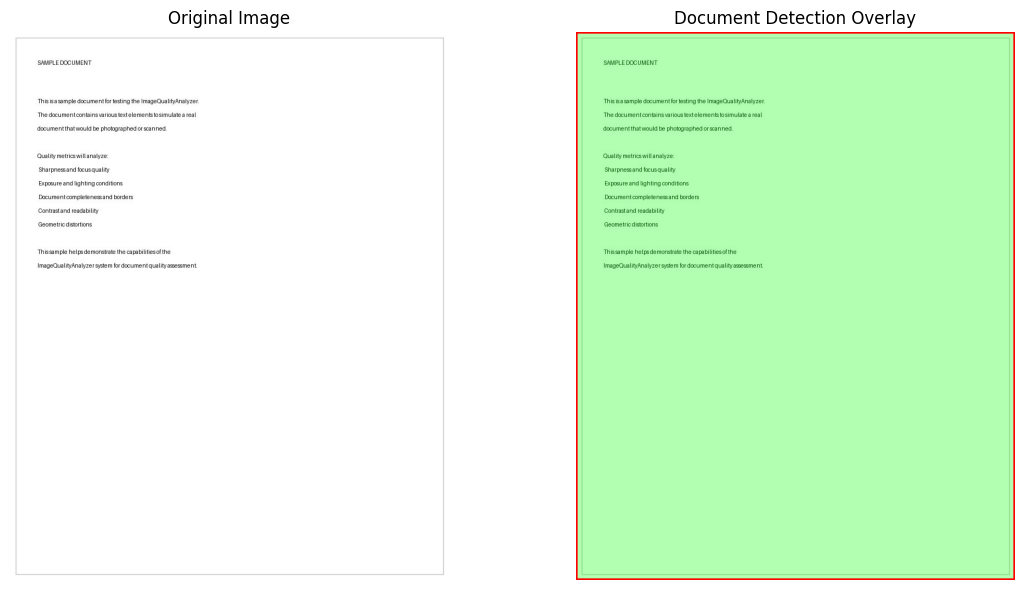 Original Image
SAMPLE DOCUMENT
This is a sample document for testing the ImageQualityAnalyzer.
The document contains various text elements to simulate a real
document that would be photographed or scanned.
Quality metrics will analyze:
Sharpness and focus quality
Exposure and lighting conditions
Document completeness and borders
Contrast and readability
Geometric distortions
This sample helps demonstrate the capabilities of the
ImageQualityAnalyzer system for document quality assessment.
Document Detection Overlay
SAMPLE DOCUMENT
This is a sample document for testing the ImageQualityAnalyzer.
The document contains various text elements to simulate a real
document that would be photographed or scanned.
Quality metrics will analyze:
Sharpness and focus quality
Exposure and lighting conditions
Document completeness and borders
Contrast and readability
Geometric distortions
This sample helps demonstrate the capabilities of the
ImageQualityAnalyzer system for document quality assessment.